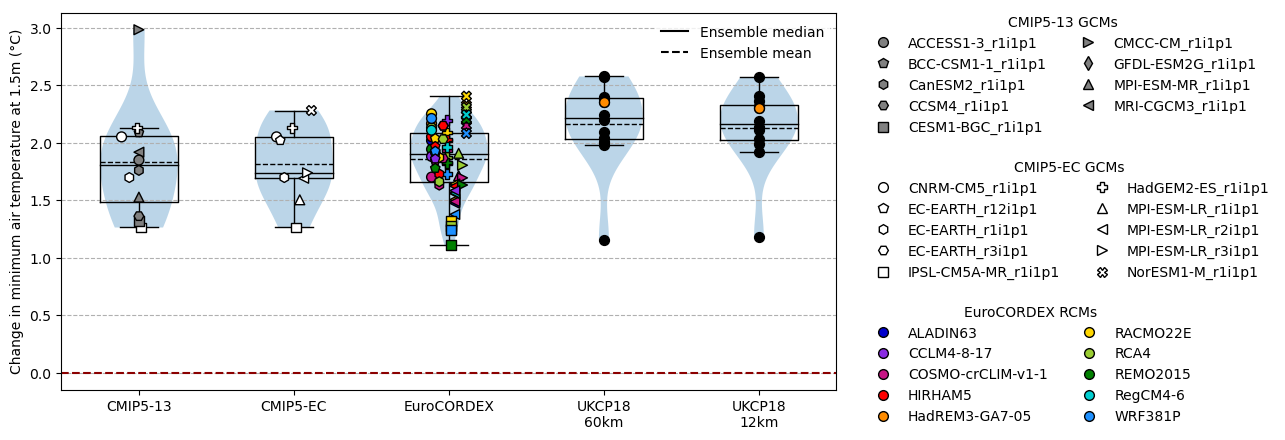 Change in minimum air temperature at 1.5m (°C)
3.0
2.5
2.0
1.5
1.0
0.5
0.0
Ensemble median
Ensemble mean
CMIP5-13
CMIP5-EC
EuroCORDEX
UKCP18
60km
UKCP18
12km
CMIP5-13 GCMs
ACCESS1-3_r1i1p1
BCC-CSM1-1_r1i1p1
CanESM2_r1i1p1
CCSM4_r1i1p1
CESM1-BGC_r1i1p1
CMCC-CM_r1i1p1
GFDL-ESM2G_r1i1p1
MPI-ESM-MR_r1i1p1
MRI-CGCM3_r1i1p1
CMIP5-EC GCMs
CNRM-CM5_r1i1p1
EC-EARTH_r12i1p1
EC-EARTH_r1i1p1
EC-EARTH_r3i1p1
IPSL-CM5A-MR_r1i1p1
HadGEM2-ES_r1i1p1
MPI-ESM-LR_r1i1p1
MPI-ESM-LR_r2i1p1
MPI-ESM-LR_r3i1p1
NorESM1-M_r1i1p1
EuroCORDEX RCMs
ALADIN63
CCLM4-8-17
COSMO-crCLIM-v1-1
HIRHAM5
HadREM3-GA7-05
RACMO22E
RCA4
REMO2015
RegCM4-6
WRF381P